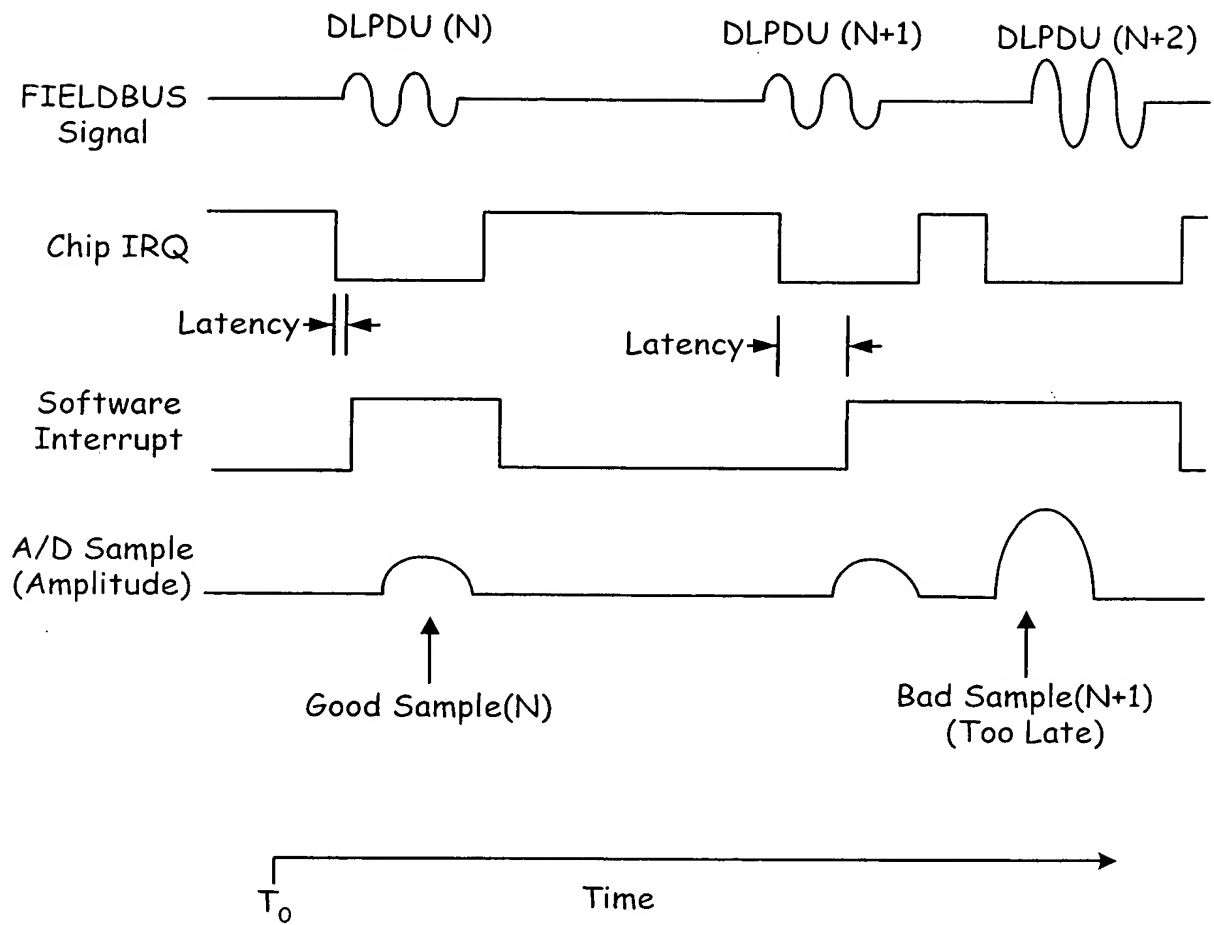 DLPDU (N)
DLPDU (N+1)
DLPDU (N+2)
FIELDBUS
Signal
Chip IRQ
Latency
Latency
Software
Interrupt
A/D Sample
(Amplitude)
Good Sample(N)
Bad Sample(N+1)
(Too Late)
T0
Time